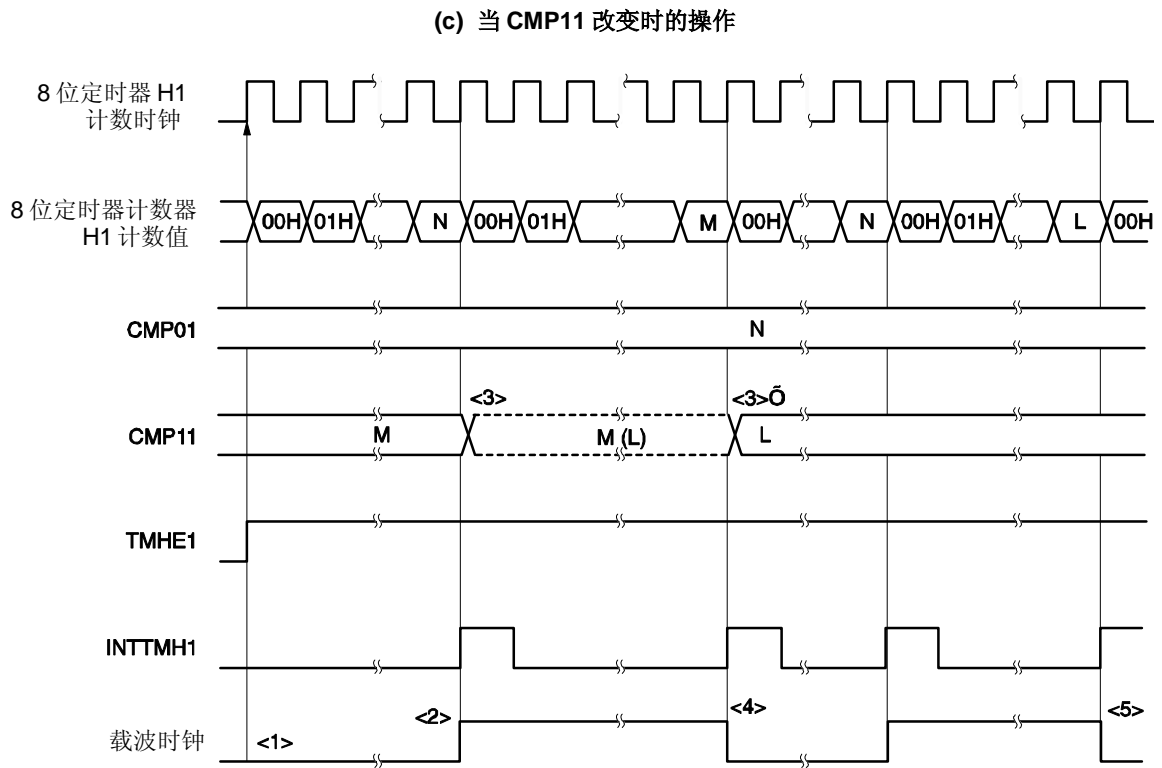 (c) 当 CMP11 改变时的操作
8 位定时器 H1
计数时钟
8 位定时器计数器
H1 计数值
00H 01H N 00H 01H M 00H N 00H 01H L 00H
CMP01
N
<3> <3>Õ
CMP11
M M (L) L
TMHE1
INTTMH1
<2> <4> <5>
载波时钟 <1>